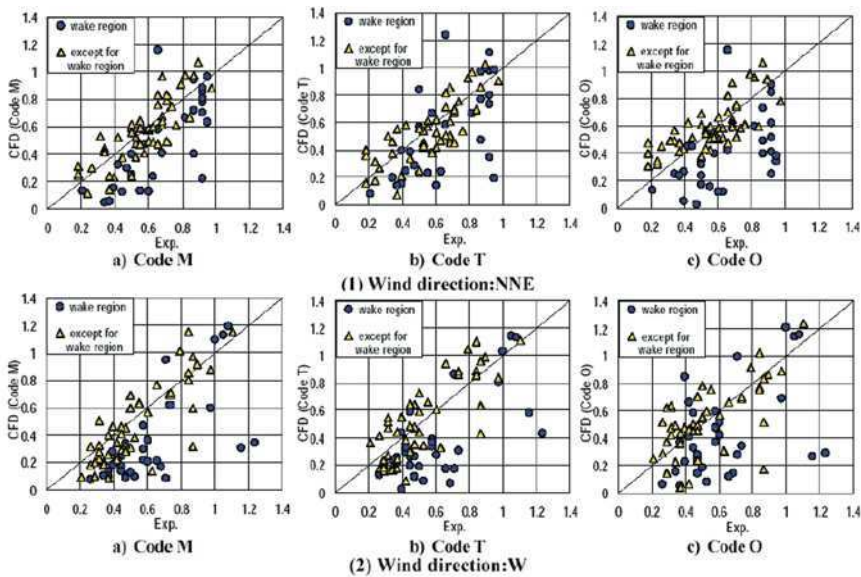 1.4
1.2
1
0.8
0.6
0.4
0.2
0
CFD (Code M)
wake region
except for
wake region
0 0.2 0.4 0.6 0.8 1 1.2 1.4
Exp.
a) Code M
1.4
1.2
1
0.8
0.6
0.4
0.2
0
CFD (Code T)
wake region
except for
wake region
0 0.2 0.4 0.6 0.8 1 1.2 1.4
Exp.
b) Code T
1.4
1.2
1
0.8
0.6
0.4
0.2
0
CFD (Code O)
wake region
except for
wake region
0 0.2 0.4 0.6 0.8 1 1.2 1.4
Exp.
c) Code O
(1) Wind direction:NNE
1.4
1.2
1
0.8
0.6
0.4
0.2
0
CFD (Code M)
wake region
except for
wake region
0 0.2 0.4 0.6 0.8 1 1.2 1.4
Exp.
a) Code M
1.4
1.2
1
0.8
0.6
0.4
0.2
0
CFD (Code T)
wake region
except for
wake region
0 0.2 0.4 0.6 0.8 1 1.2 1.4
Exp.
b) Code T
1.4
1.2
1
0.8
0.6
0.4
0.2
0
CFD (Code O)
wake region
except for
wake region
0 0.2 0.4 0.6 0.8 1 1.2 1.4
Exp.
c) Code O
(2) Wind direction:W